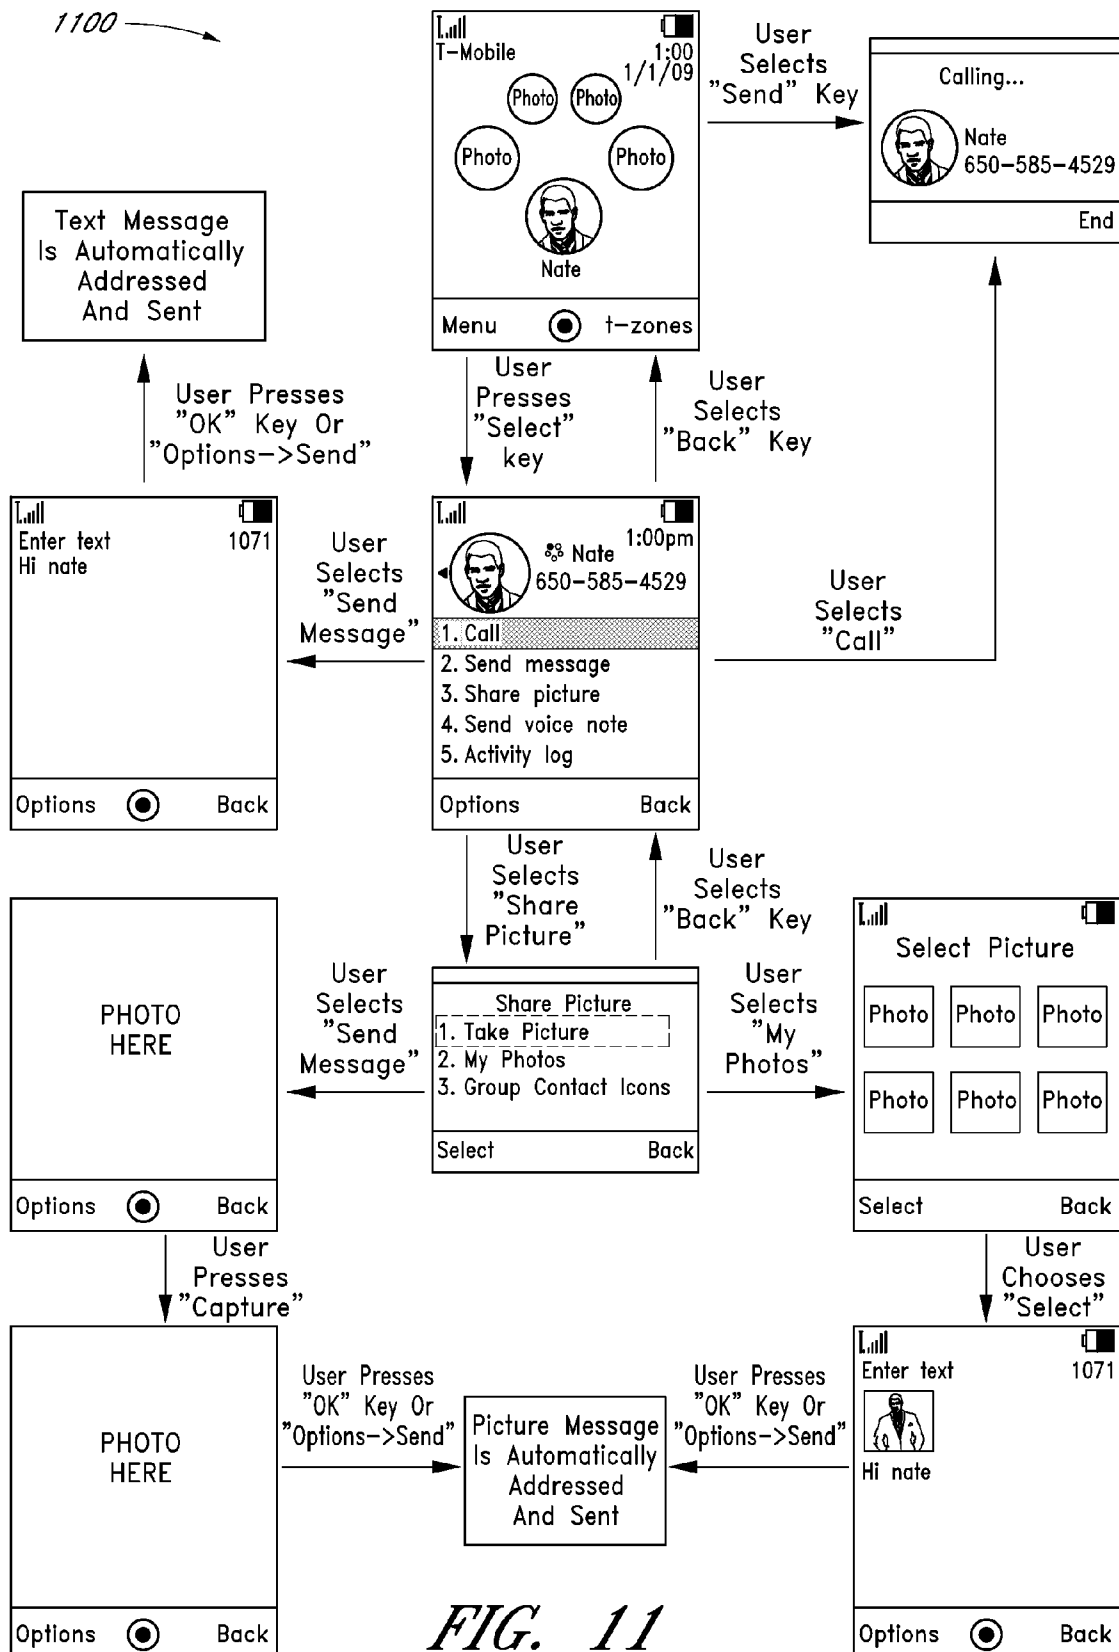 1100
T-Mobile
1:00
1/1/09
Photo
Photo
Photo
Photo
Nate
Menu
t-zones
User
Selects
"Send" Key
Calling...
Nate
650-585-4529
End
Text Message
Is Automatically
Addressed
And Sent
User Presses
"OK" Key Or
"Options->Send"
User
Presses
"Select"
key
User
Selects
"Back" Key
Enter text
1071
Hi nate
Options
Back
User
Selects
"Send
Message"
1:00pm
Nate
650-585-4529
1. Call
2. Send message
3. Share picture
4. Send voice note
5. Activity log
Options
Back
User
Selects
"Call"
User
Selects
"Share
Picture"
User
Selects
"Back" Key
PHOTO
HERE
Options
Back
User
Selects
"Send
Message"
Share Picture
1. Take Picture
2. My Photos
3. Group Contact Icons
Select
Back
User
Selects
"My
Photos"
Select Picture
Photo
Photo
Photo
Photo
Photo
Photo
Select
Back
User
Presses
"Capture"
User
Chooses
"Select"
PHOTO
HERE
Options
Back
User Presses
"OK" Key Or
"Options->Send"
Picture Message
Is Automatically
Addressed
And Sent
User Presses
"OK" Key Or
"Options->Send"
Enter text
1071
Hi nate
Options
Back
FIG. 11